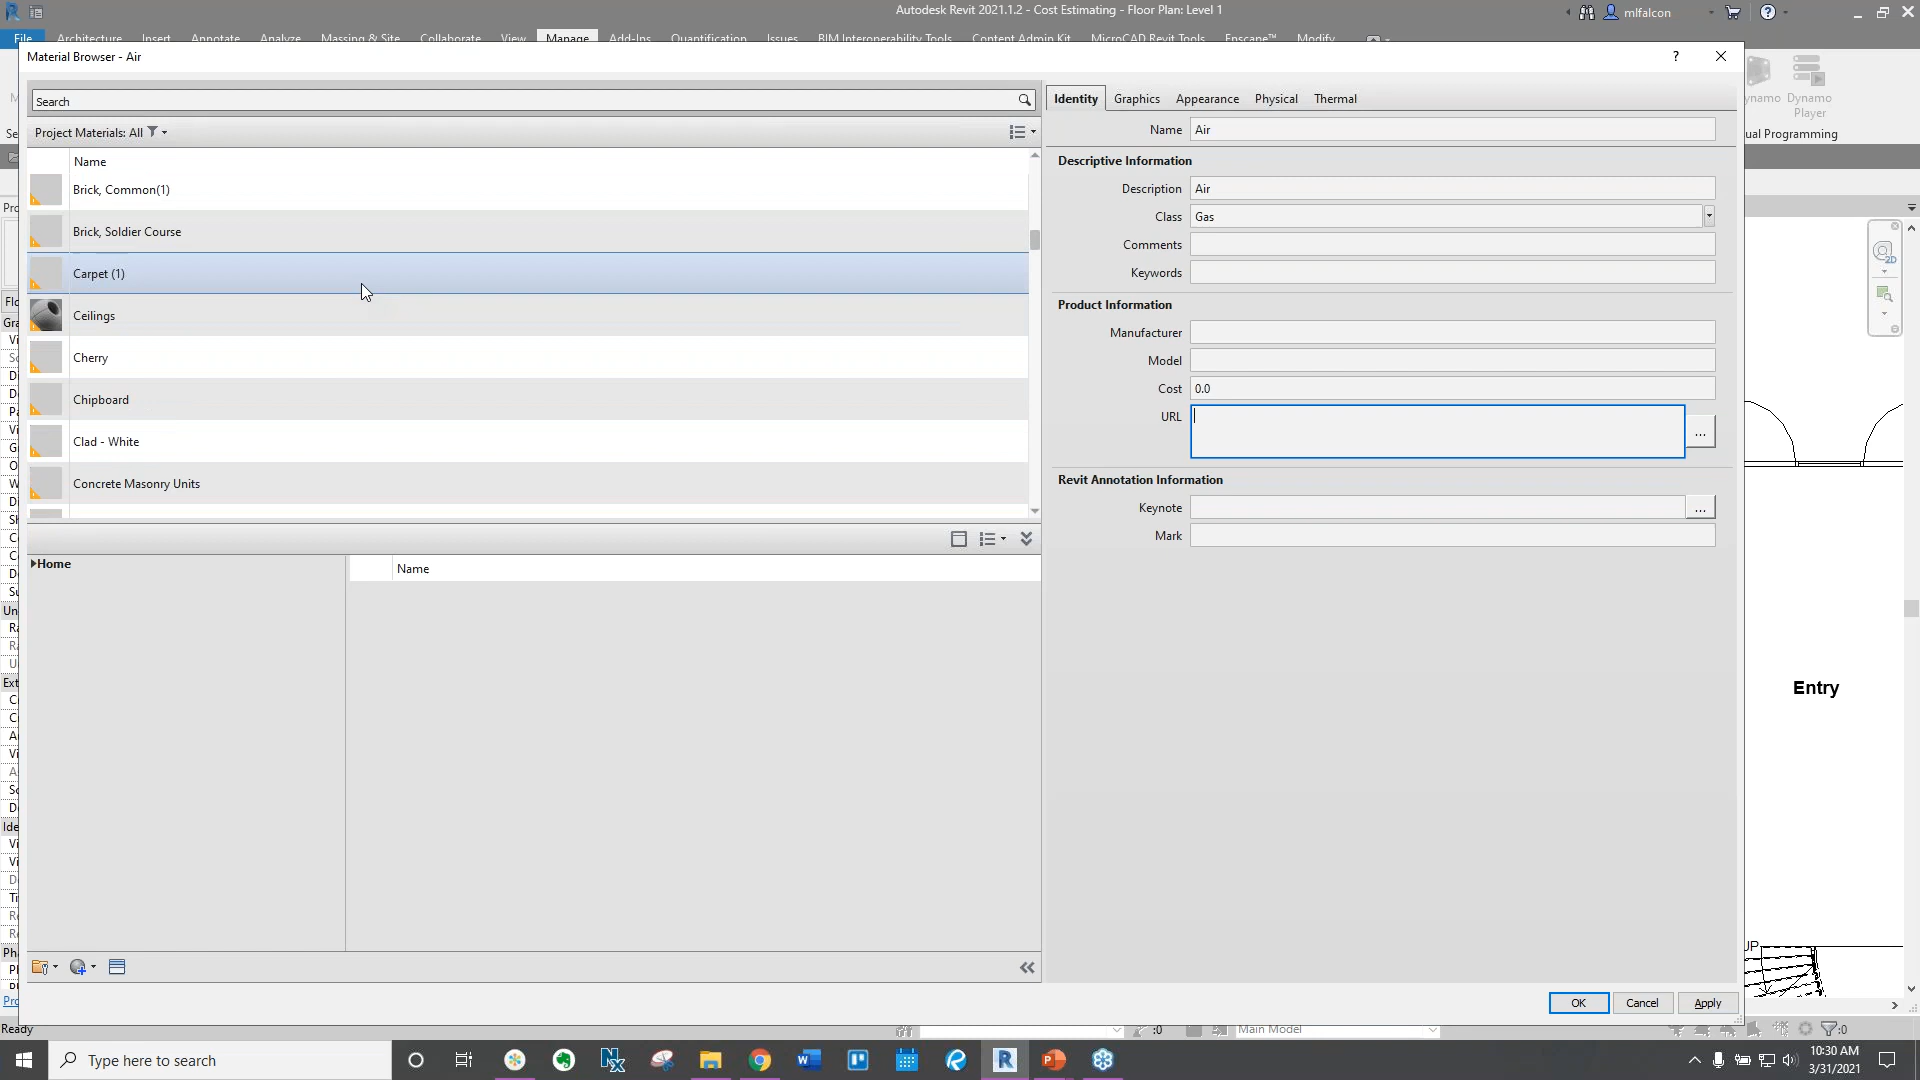 Autodesk Revit 2021.1.2 - Cost Estimating - Floor Plan: Level 1
mlfalcon
File Architecture Insert Annotate Analyze Massing & Site Collaborate View Manage Add-Ins Quantification Issues BIM Interoperability Tools Content Admin Kit MicroCAD Revit Tools Enscape™ Modify
Material Browser - Air
Search
Project Materials: All
Name
Brick, Common(1)
Brick, Soldier Course
Carpet (1)
Ceilings
Cherry
Chipboard
Clad - White
Concrete Masonry Units
Home
Name
Identity Graphics Appearance Physical Thermal
Name Air
Descriptive Information
Description Air
Class Gas
Comments
Keywords
Product Information
Manufacturer
Model
Cost 0.0
URL
...
Revit Annotation Information
Keynote ...
Mark
OK Cancel Apply
ynamo Dynamo
Player
ual Programming
Entry
UP
Ready
:0
Main Model
:0
Type here to search
10:30 AM
3/31/2021